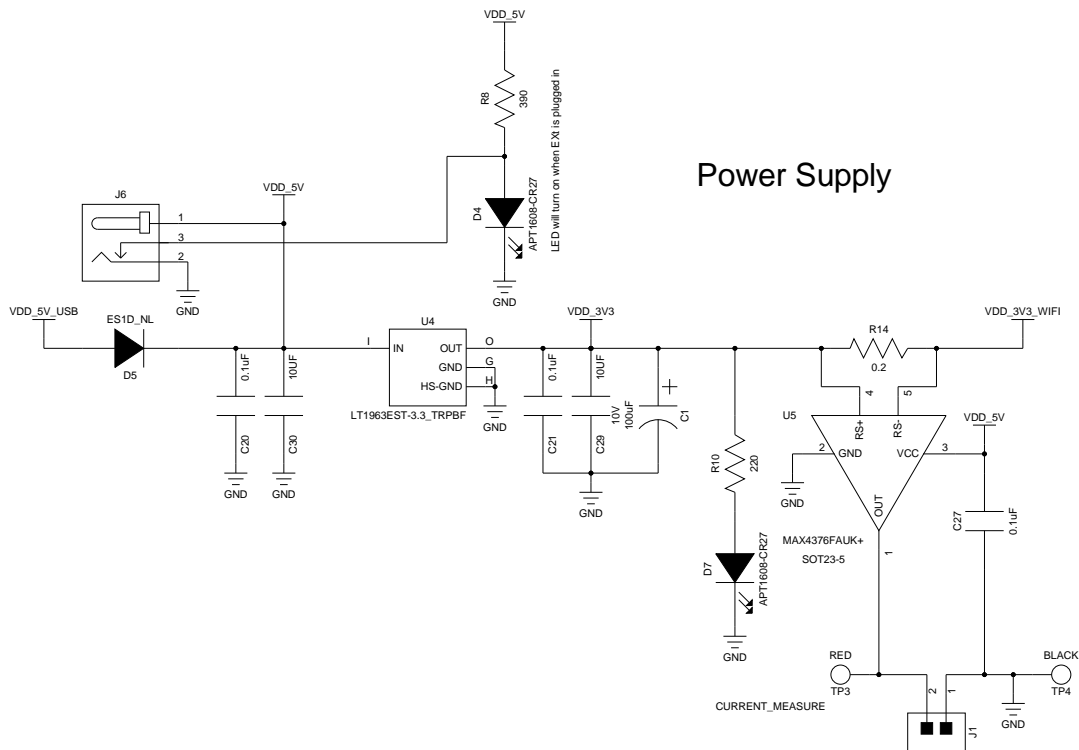 VDD_5V
R8
390
LED will turn on when EXt is plugged in
Power Supply
D4
APT1608-CR27
GND
J6
VDD_5V
1
3
2
GND
VDD_5V_USB
ES1D_NL
D5
0.1uF
C20
GND
10UF
C30
GND
U4
I
IN
OUT
O
GND
G
HS-GND
H
LT1963EST-3.3_TRPBF
GND
VDD_3V3
0.1uF
C21
10UF
C29
10V
100uF
C1
GND
R10
220
D7
APT1608-CR27
GND
R14
0.2
VDD_3V3_WIFI
4
5
U5
RS+
RS-
2
GND
VCC
3
OUT
1
GND
VDD_5V
C27
0.1uF
MAX4376FAUK+
SOT23-5
RED
TP3
BLACK
TP4
GND
CURRENT_MEASURE
2
1
J1